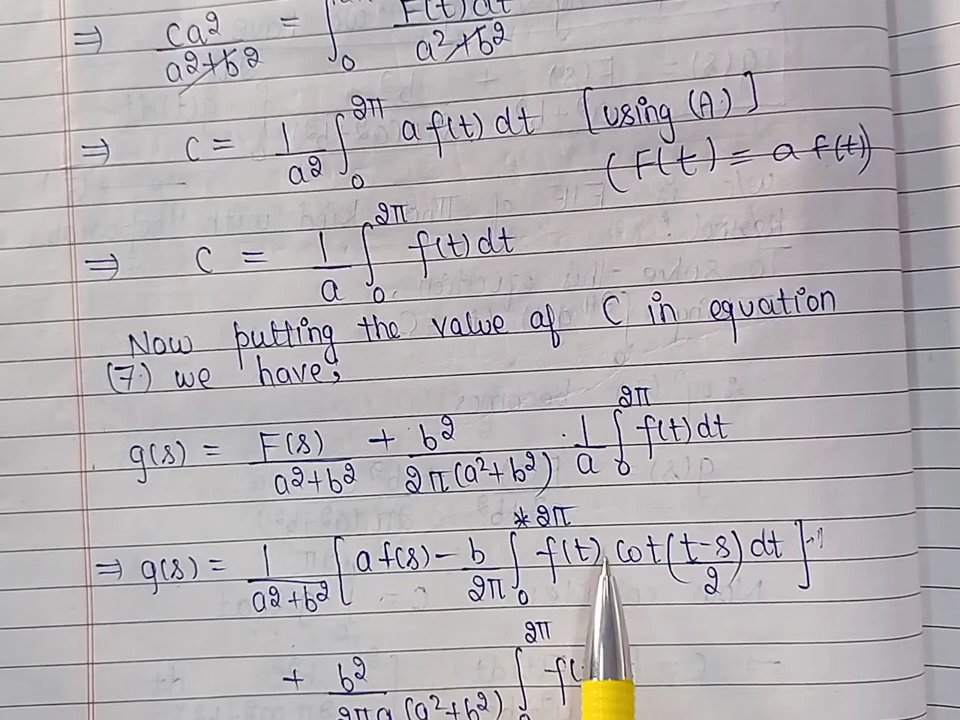 ⇒ ca²/(a²+b²) = ∫₀ F(t)dt/(a²+b²)
⇒ c = 1/a² ∫₀^2π a f(t) dt [using (A.)]
(F(t) = a f(t))
⇒ c = 1/a ∫₀^2π f(t) dt
Now putting the value of C in equation
(7.) we have,
g(s) = F(s)/(a²+b²) + b²/(2π(a²+b²)) · 1/a ∫₀^2π f(t) dt
⇒ g(s) = 1/(a²+b²) [af(s) − b/2π ∫₀^*2π f(t) cot((t-s)/2) dt]
+ b²/(2πa(a²+b²)) ∫₀^2π f(